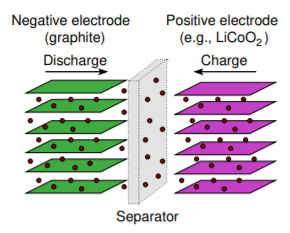 Negative electrode
(graphite)
Discharge
Positive electrode
(e.g., LiCoO₂)
Charge
Separator